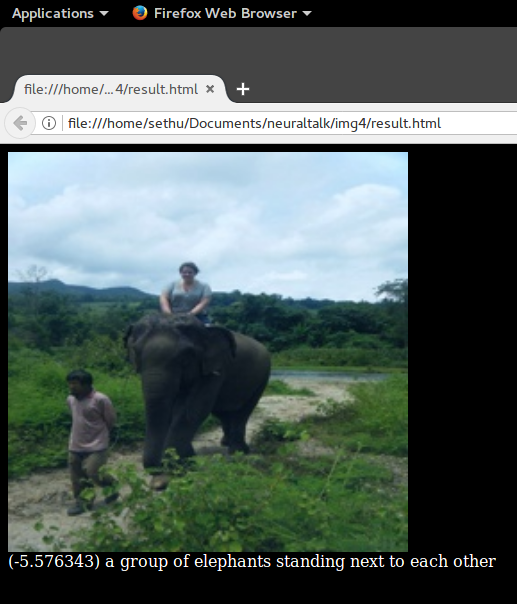 Applications Firefox Web Browser
file:///home/...4/result.html
file:///home/sethu/Documents/neuraltalk/img4/result.html
(-5.576343) a group of elephants standing next to each other